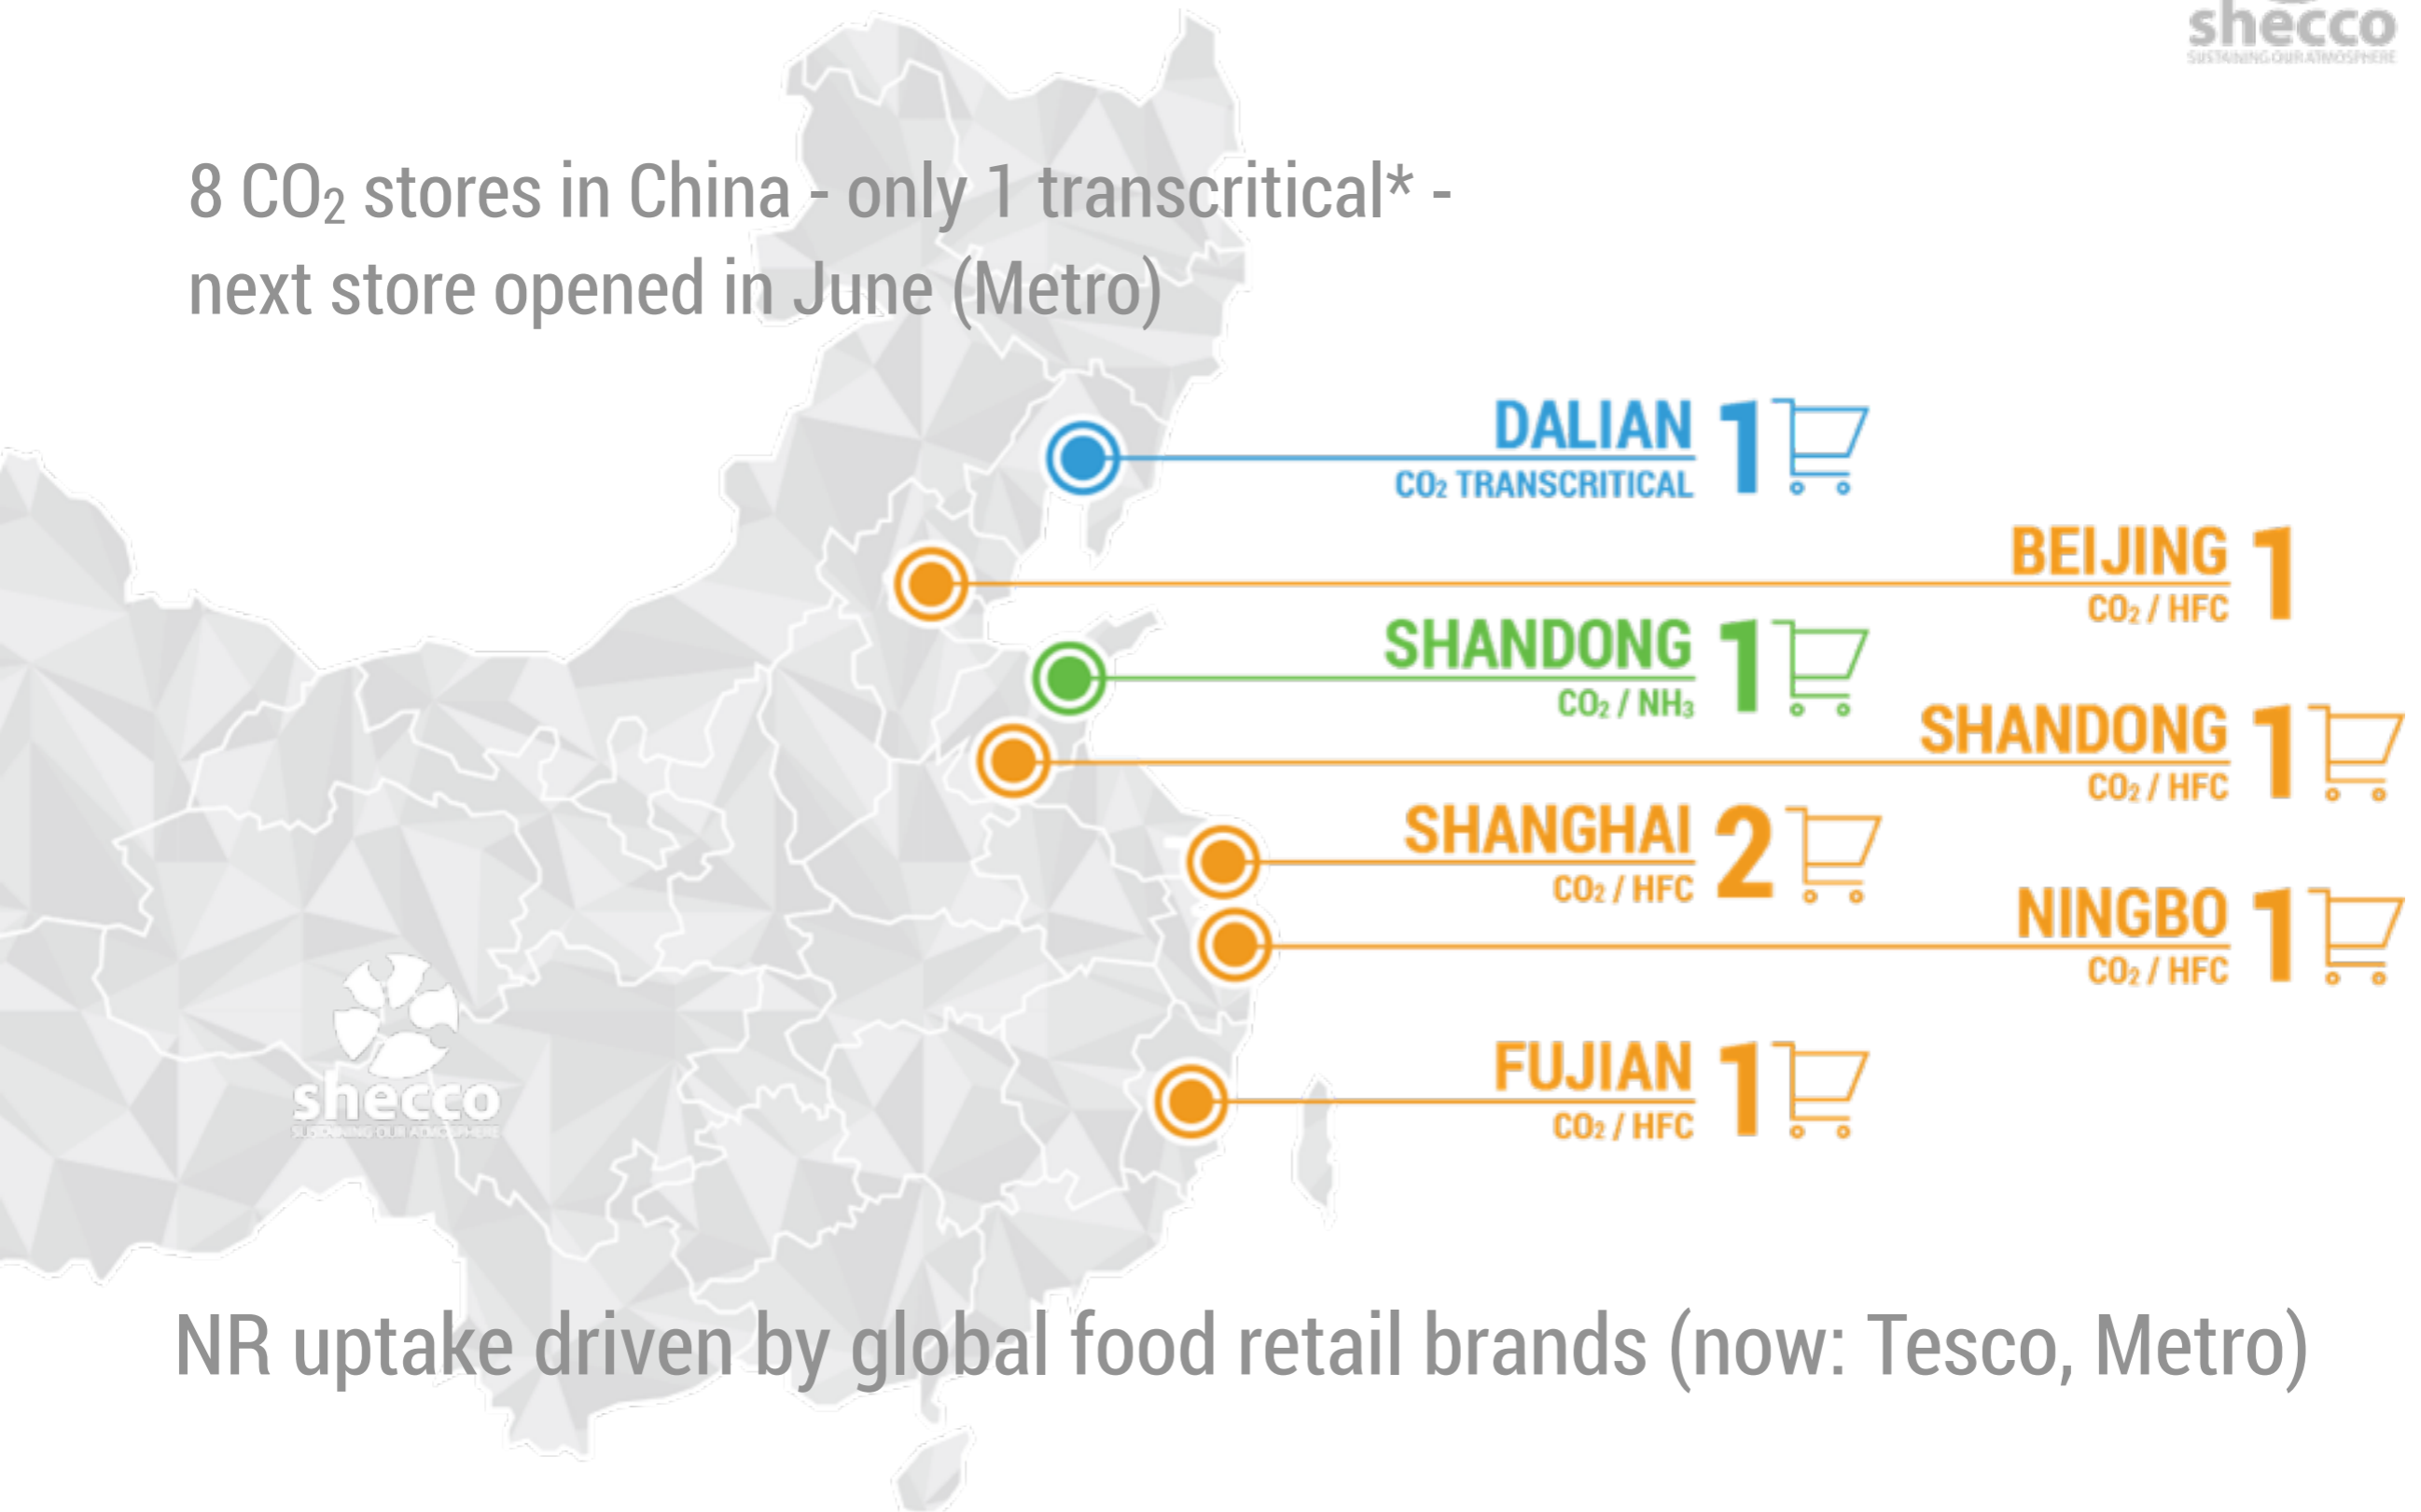 shecco
SUSTAINING OUR ATMOSPHERE
8 CO₂ stores in China - only 1 transcritical* -
next store opened in June (Metro)
DALIAN 1
CO₂ TRANSCRITICAL
BEIJING 1
CO₂ / HFC
SHANDONG 1
CO₂ / NH₃
SHANDONG 1
CO₂ / HFC
SHANGHAI 2
CO₂ / HFC
NINGBO 1
CO₂ / HFC
FUJIAN 1
CO₂ / HFC
shecco
SUSTAINING OUR ATMOSPHERE
NR uptake driven by global food retail brands (now: Tesco, Metro)